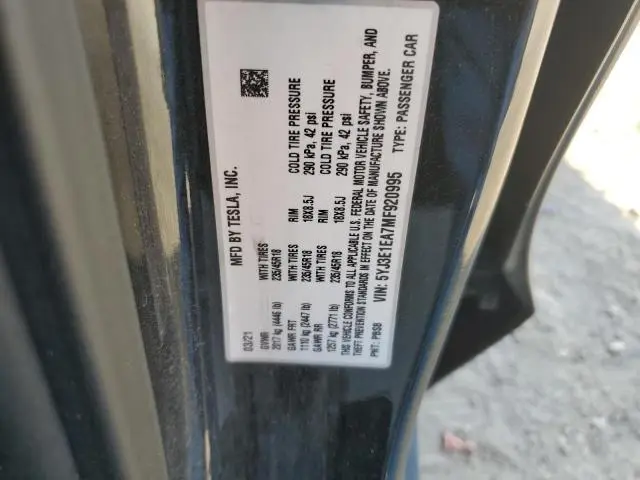 MFD BY TESLA, INC.
03/21
GVWR WITH TIRES RIM COLD TIRE PRESSURE
2017 kg (4446 lb) 235/45R18 18X8.5J 290 kPa, 42 psi
GAWR FRT WITH TIRES RIM COLD TIRE PRESSURE
1110 kg (2447 lb) 235/45R18 18X8.5J 290 kPa, 42 psi
GAWR RR
1257 kg (2771 lb) 235/45R18
THIS VEHICLE CONFORMS TO ALL APPLICABLE U.S. FEDERAL MOTOR VEHICLE SAFETY, BUMPER, AND
THEFT PREVENTION STANDARDS IN EFFECT ON THE DATE OF MANUFACTURE SHOWN ABOVE.
PNT: PBSB VIN: 5YJ3E1EA7MF920995 TYPE: PASSENGER CAR